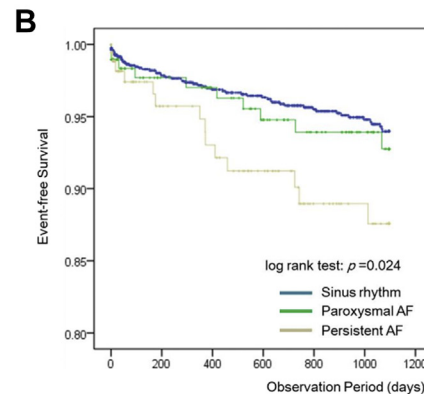 B
1.00
0.95
0.90
0.85
0.80
Event-free Survival
log rank test: p =0.024
Sinus rhythm
Paroxysmal AF
Persistent AF
0 200 400 600 800 1000 1200
Observation Period (days)